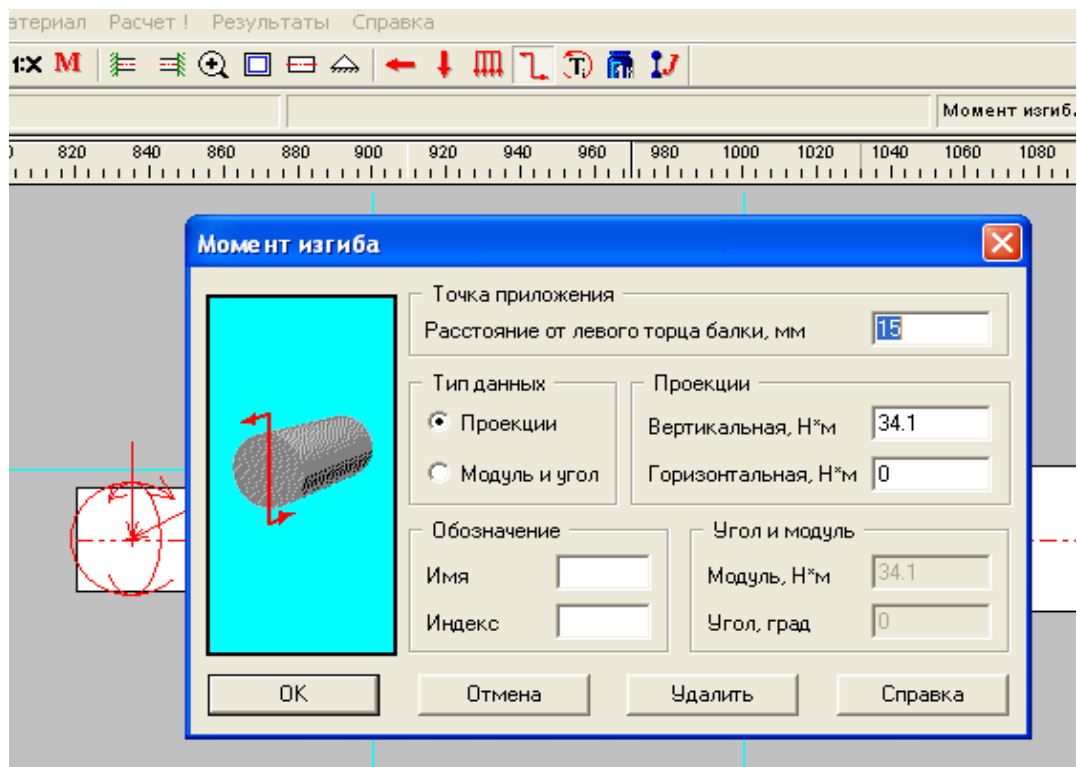 атериал Расчет ! Результаты Справка
1:X M T J
Момент изгиб.
820 840 860 880 900 920 940 960 980 1000 1020 1040 1060 1080
Момент изгиба
Точка приложения
Расстояние от левого торца балки, мм 15
Тип данных Проекции
Проекции Вертикальная, Н*м 34.1
Модуль и угол Горизонтальная, Н*м 0
Обозначение Угол и модуль
Имя Модуль, Н*м 34.1
Индекс Угол, град 0
OK Отмена Удалить Справка